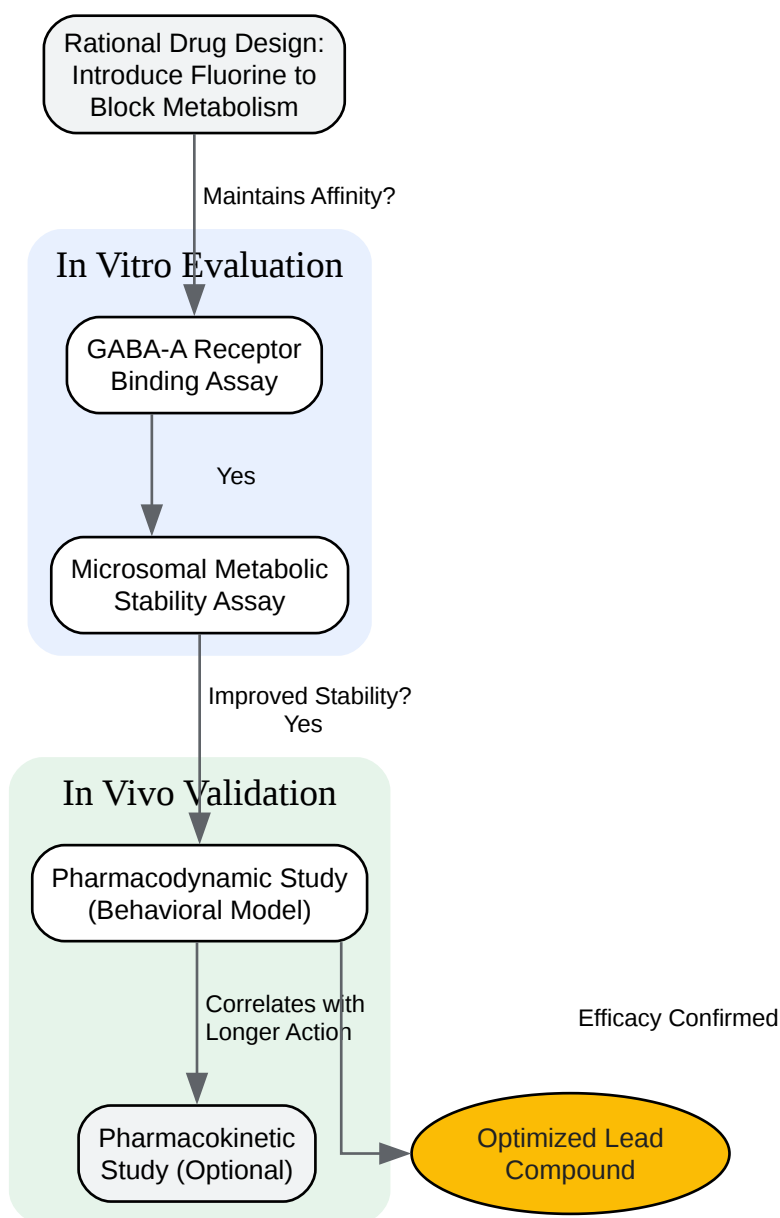 Rational Drug Design:
Introduce Fluorine to
Block Metabolism
Maintains Affinity?
In Vitro Evaluation
GABA-A Receptor
Binding Assay
Yes
Microsomal Metabolic
Stability Assay
Improved Stability?
Yes
In Vivo Validation
Pharmacodynamic Study
(Behavioral Model)
Correlates with
Longer Action
Efficacy Confirmed
Pharmacokinetic
Study (Optional)
Optimized Lead
Compound